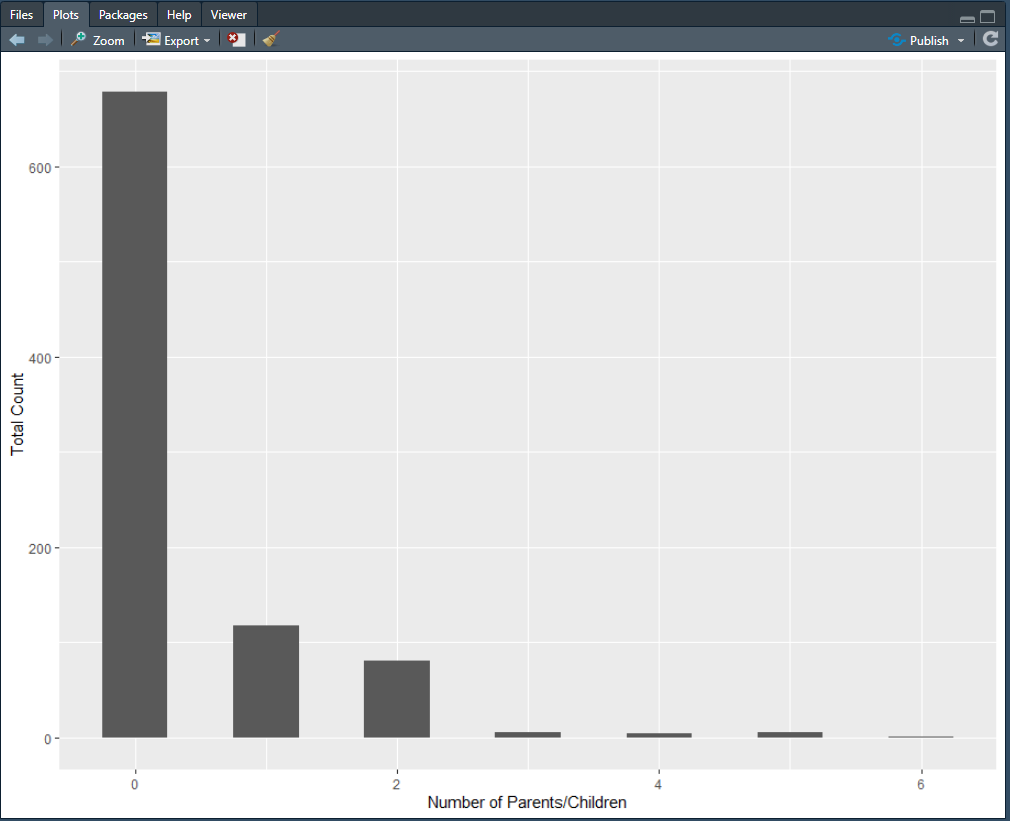 Files Plots Packages Help Viewer
Zoom Export Publish
600
400
200
0
Total Count
0 2 4 6
Number of Parents/Children